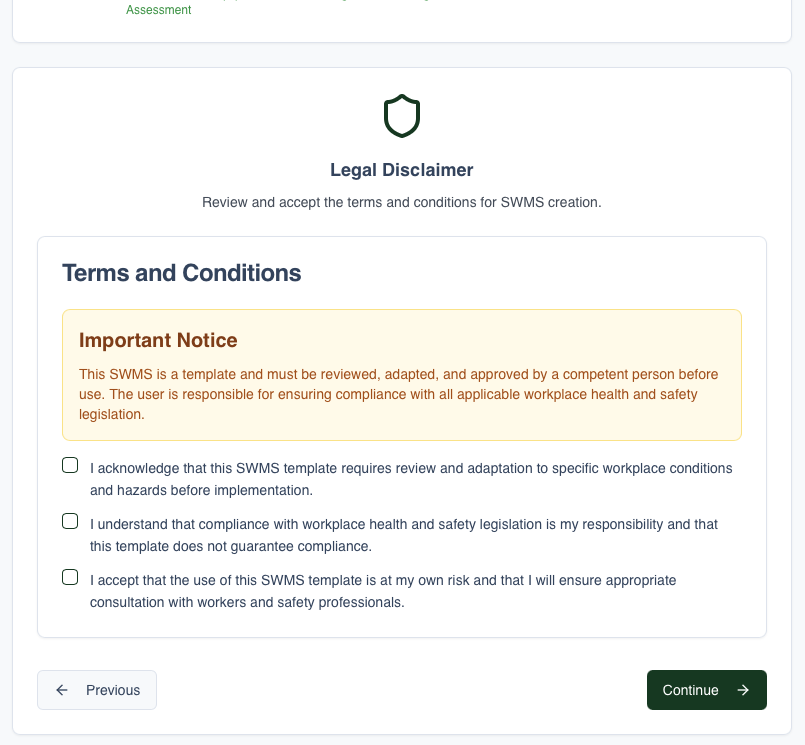 Assessment
Legal Disclaimer
Review and accept the terms and conditions for SWMS creation.
Terms and Conditions
Important Notice
This SWMS is a template and must be reviewed, adapted, and approved by a competent person before
use. The user is responsible for ensuring compliance with all applicable workplace health and safety
legislation.
I acknowledge that this SWMS template requires review and adaptation to specific workplace conditions
and hazards before implementation.
I understand that compliance with workplace health and safety legislation is my responsibility and that
this template does not guarantee compliance.
I accept that the use of this SWMS template is at my own risk and that I will ensure appropriate
consultation with workers and safety professionals.
Previous
Continue